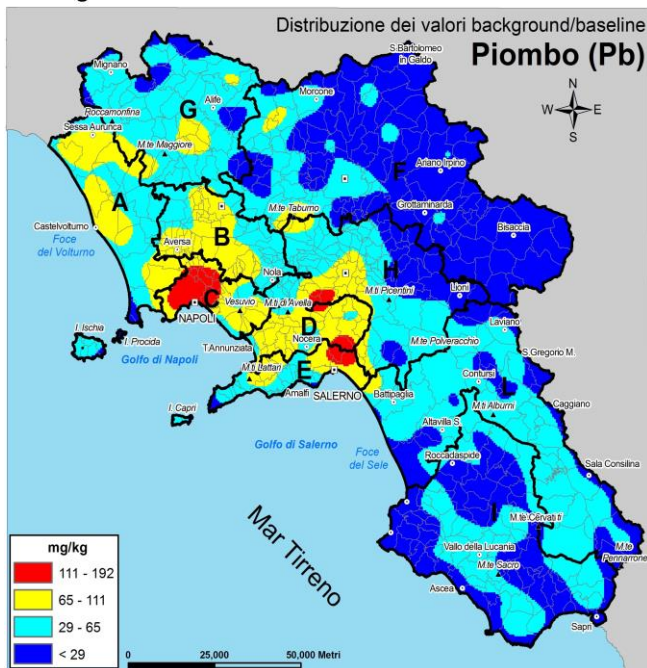 Distribuzione dei valori background/baseline
Piombo (Pb)
N
W E
S
S.Bartolomeo
in Galdo
Mignano
Morcone
Alife
G
Roccamonfina
Sessa Aurunca
M.te Maggiore
F
Ariano Irpino
A
M.te Taburno
Grottaminarda
Castelvolturno
Foce
del Volturno
B
Aversa
Bisaccia
Nola
H
M.ti Picentini
Lioni
C
Vesuvio
M.ti di Avella
NAPOLI
D
Laviano
I. Ischia
I. Procida
Golfo di Napoli
T.Annunziata
Nocera
M.te Polveracchio
S.Gregorio M.
E
M.ti Lattari
Contursi
I. Capri
Amalfi
SALERNO
Battipaglia
M.ti Alburni
Caggiano
Golfo di Salerno
Altavilla S.
Foce
del Sele
Roccadaspide
Sala Consilina
Mar Tirreno
I
M.te Cervati
Vallo della Lucania
M.te Sacro
Ascea
Sapri
mg/kg
111 - 192
65 - 111
29 - 65
< 29
0 25,000 50,000 Metri